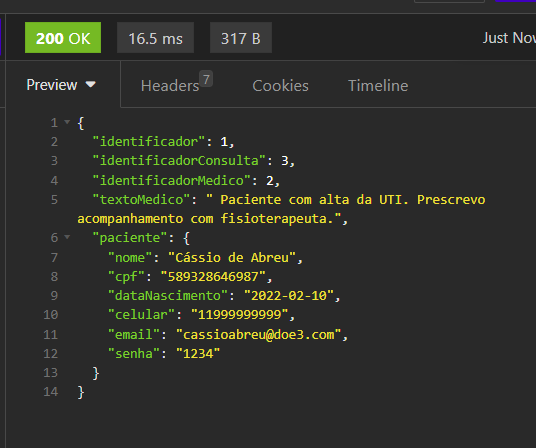 200 OK 16.5 ms 317 B Just Now
Preview Headers 7 Cookies Timeline
1 {
2 "identificador": 1,
3 "identificadorConsulta": 3,
4 "identificadorMedico": 2,
5 "textoMedico": " Paciente com alta da UTI. Prescrevo
acompanhamento com fisioterapeuta.",
6 "paciente": {
7 "nome": "Cássio de Abreu",
8 "cpf": "589328646987",
9 "dataNascimento": "2022-02-10",
10 "celular": "11999999999",
11 "email": "cassioabreu@doe3.com",
12 "senha": "1234"
13 }
14 }